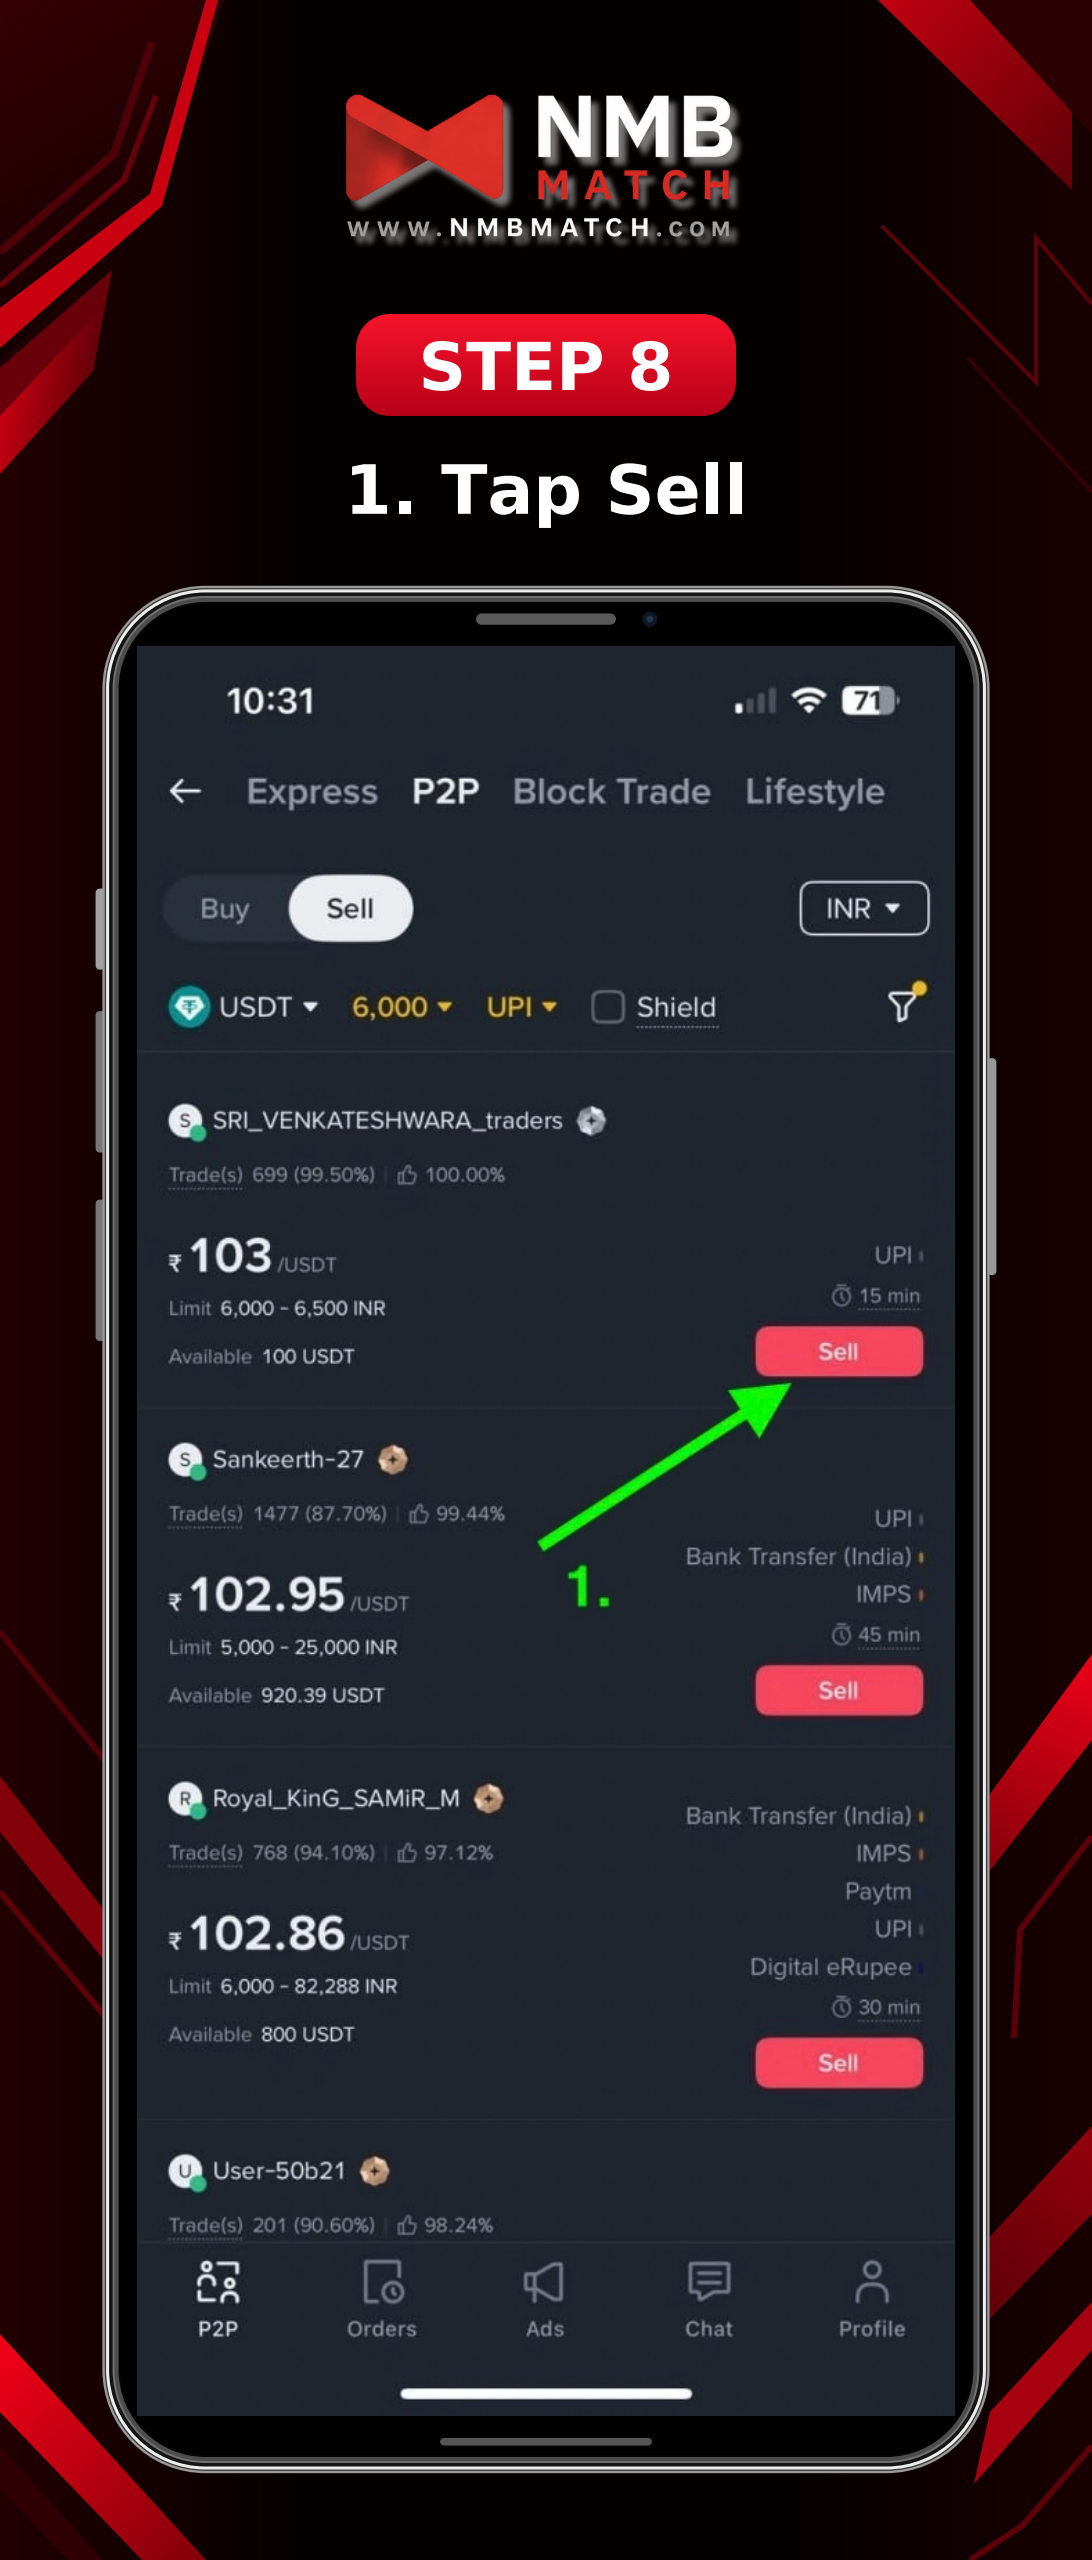 NMB
MATCH
WWW.NMBMATCH.COM
STEP 8
1. Tap Sell
10:31
71
Express P2P Block Trade Lifestyle
Buy Sell INR
USDT 6,000 UPI Shield
S SRI_VENKATESHWARA_traders
Trade(s) 699 (99.50%) | 100.00%
₹ 103 /USDT
UPI
Limit 6,000 - 6,500 INR
15 min
Available 100 USDT
Sell
S Sankeerth-27
Trade(s) 1477 (87.70%) | 99.44%
UPI
Bank Transfer (India)
1.
₹ 102.95 /USDT
IMPS
Limit 5,000 - 25,000 INR
45 min
Available 920.39 USDT
Sell
R Royal_KinG_SAMiR_M
Bank Transfer (India)
Trade(s) 768 (94.10%) | 97.12%
IMPS
Paytm
₹ 102.86 /USDT
UPI
Digital eRupee
Limit 6,000 - 82,288 INR
30 min
Available 800 USDT
Sell
U User-50b21
Trade(s) 201 (90.60%) | 98.24%
P2P Orders Ads Chat Profile